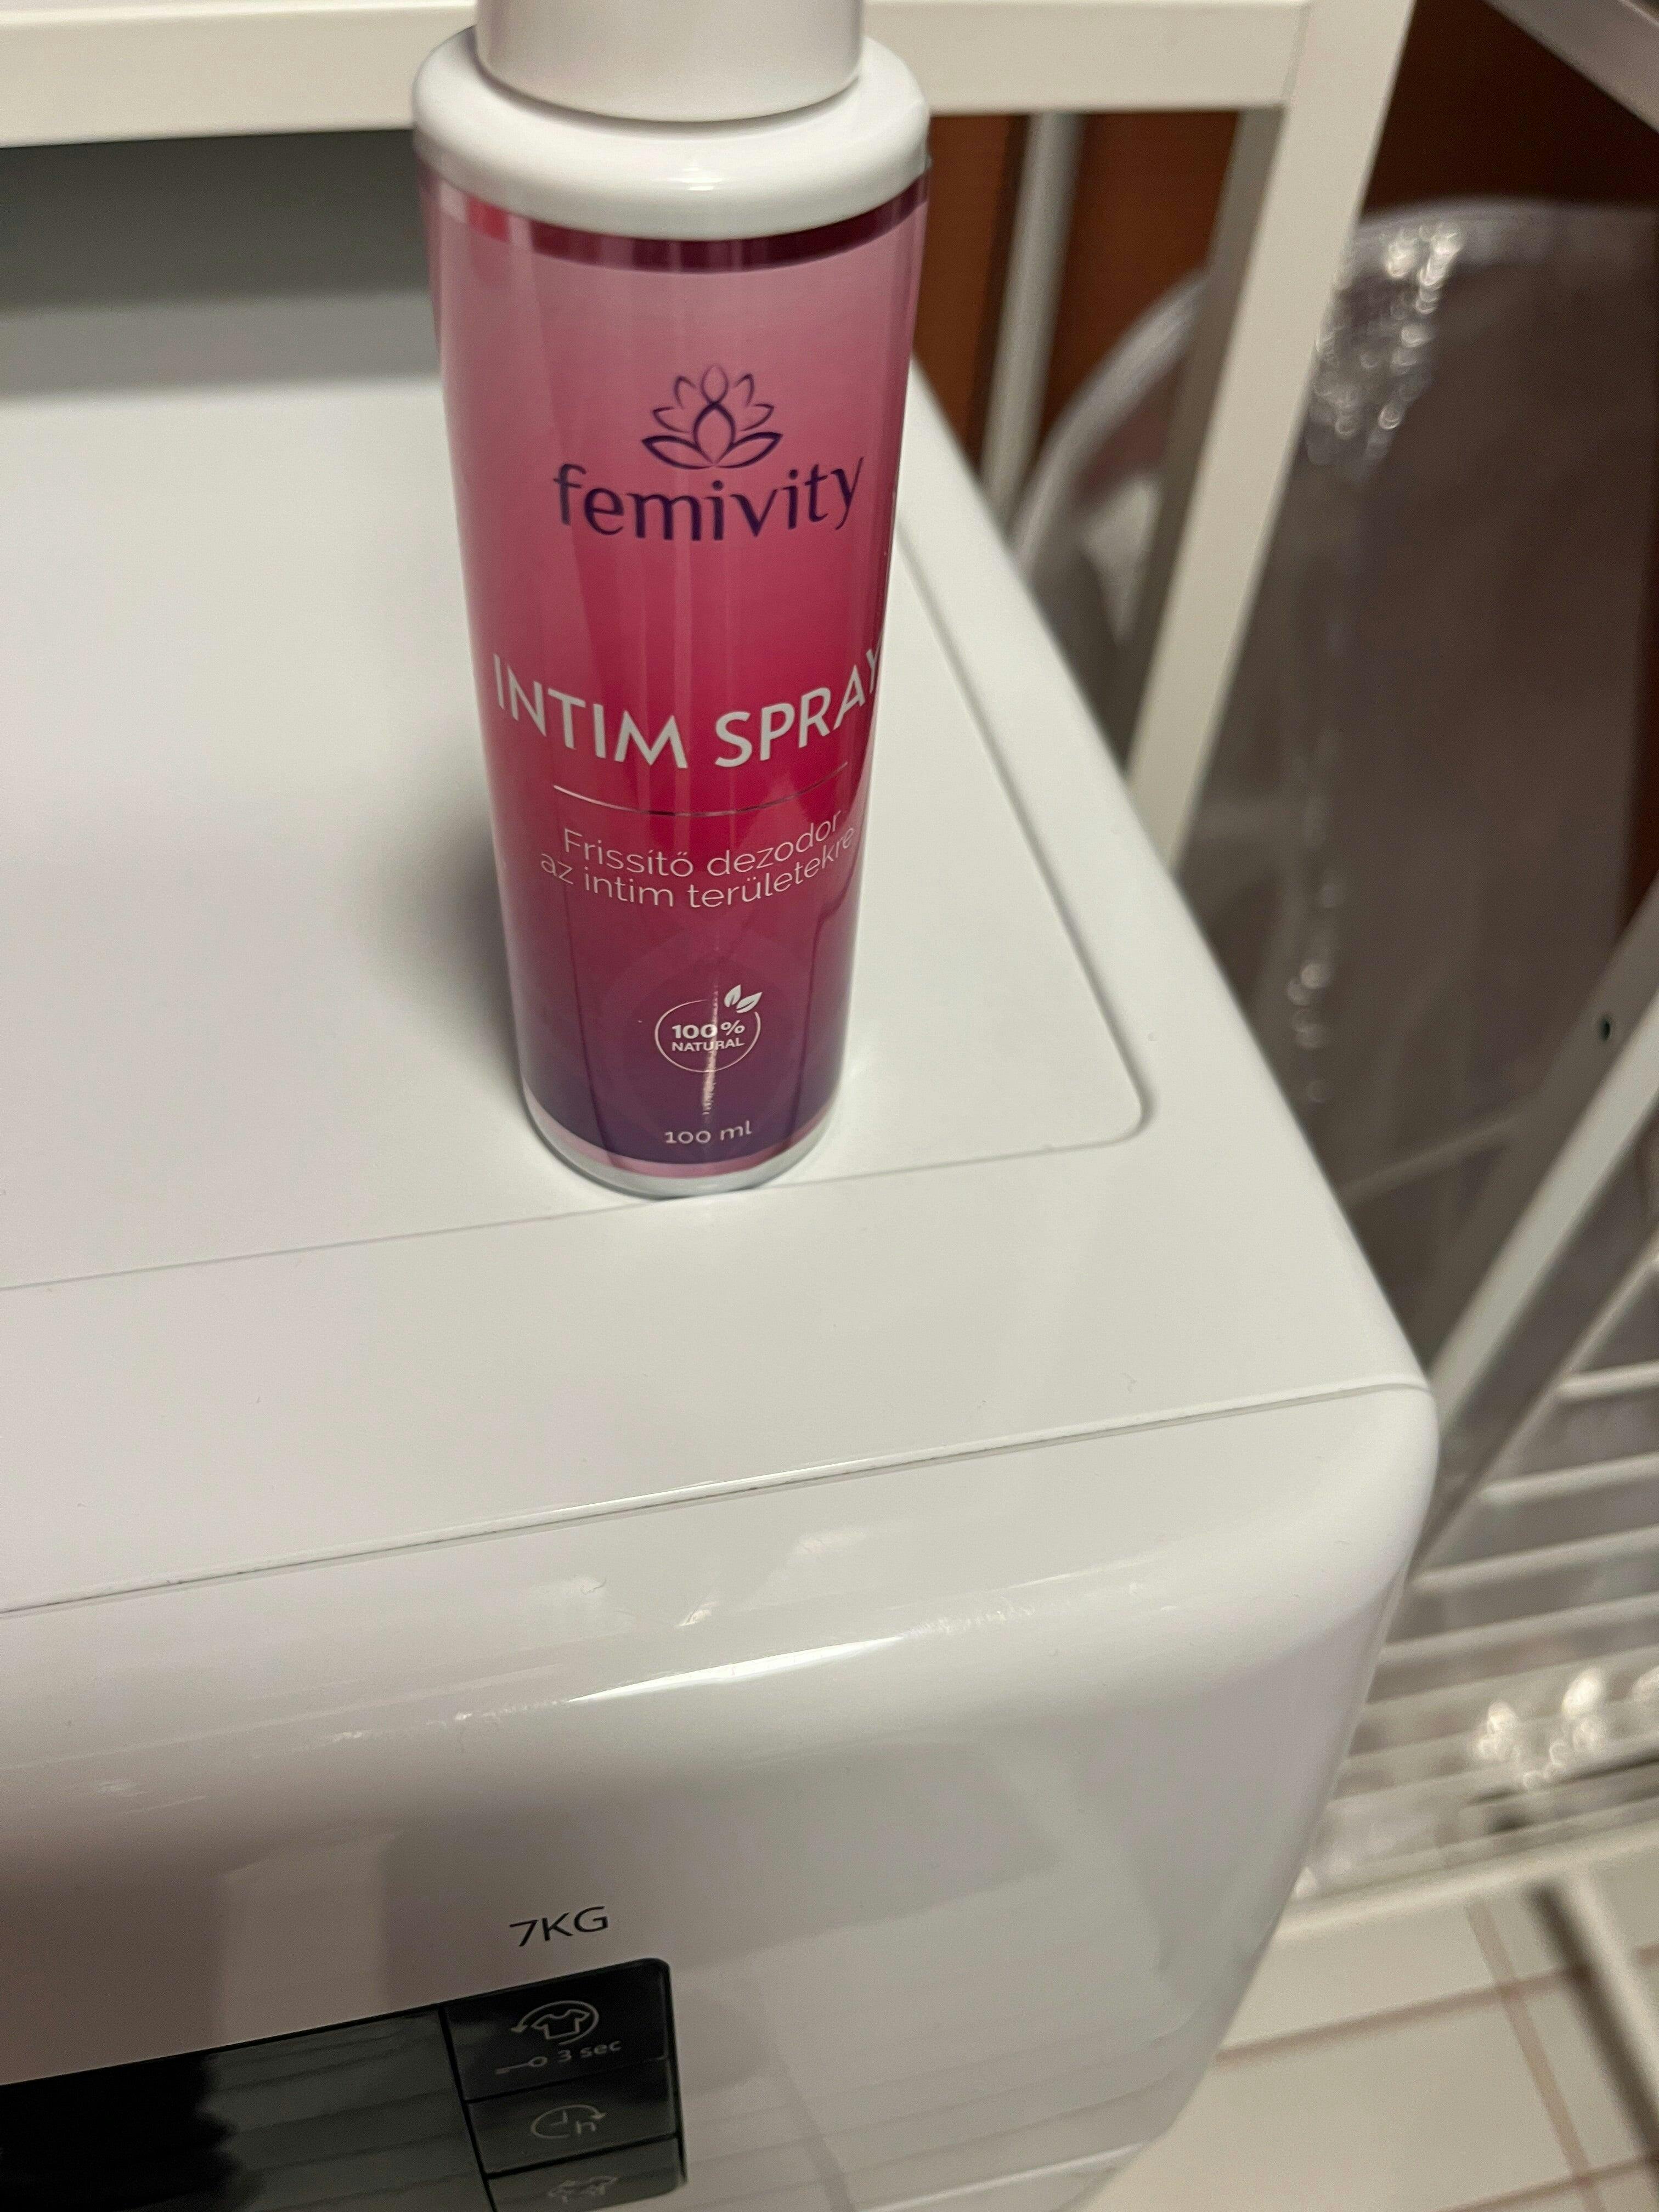 femivity
INTIM SPRAY
Frissítő dezodor
az intim területekre
100%
NATURAL
100 ml
7KG
3 sec
h